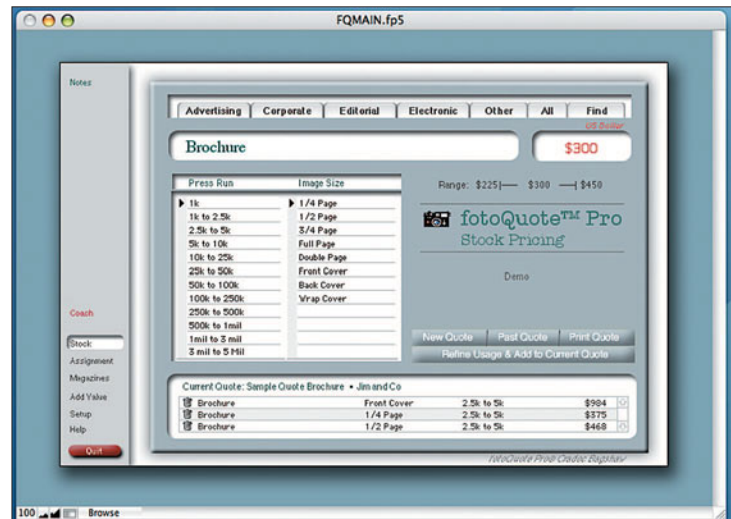 FQMAIN.fp5
Notes
Advertising Corporate Editorial Electronic Other All Find
US Dollar
Brochure $300
Press Run Image Size
Range: $225 $300 $450
1k 1/4 Page
1k to 2.5k 1/2 Page
2.5k to 5k 3/4 Page
5k to 10k Full Page
10k to 25k Double Page
25k to 50k Front Cover
50k to 100k Back Cover
100k to 250k Wrap Cover
250k to 500k
500k to 1mil
1mil to 3 mil
3 mil to 5 Mil
fotoQuote™ Pro
Stock Pricing
Demo
New Quote Past Quote Print Quote
Refine Usage & Add to Current Quote
Coach
Stock
Assignment
Magazines
Add Value
Setup
Help
Quit
Current Quote: Sample Quote Brochure • Jim and Co
Brochure Front Cover 2.5k to 5k $984
Brochure 1/4 Page 2.5k to 5k $375
Brochure 1/2 Page 2.5k to 5k $468
fotoQuote Pro© Cradoc Bagshaw
100 Browse